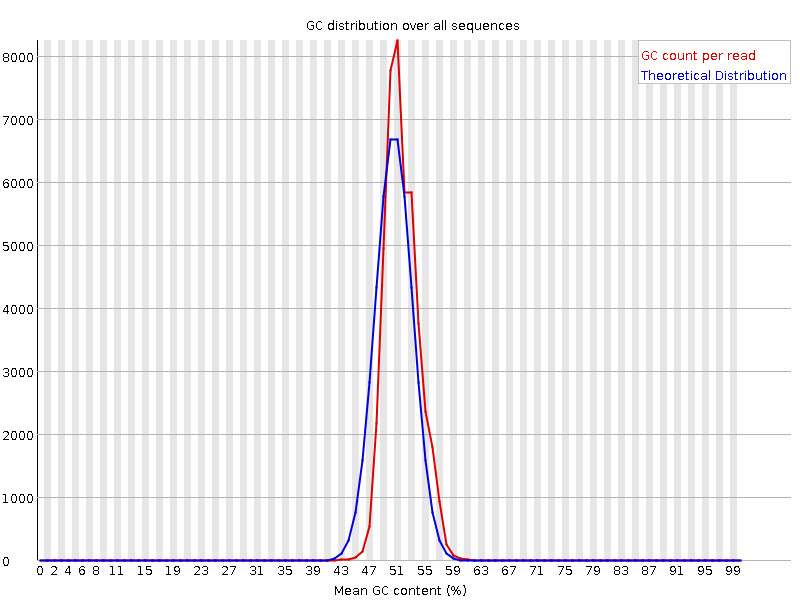 GC distribution over all sequences
GC count per read
Theoretical Distribution
8000
7000
6000
5000
4000
3000
2000
1000
0
0 2 4 6 8 11 15 19 23 27 31 35 39 43 47 51 55 59 63 67 71 75 79 83 87 91 95 99
Mean GC content (%)